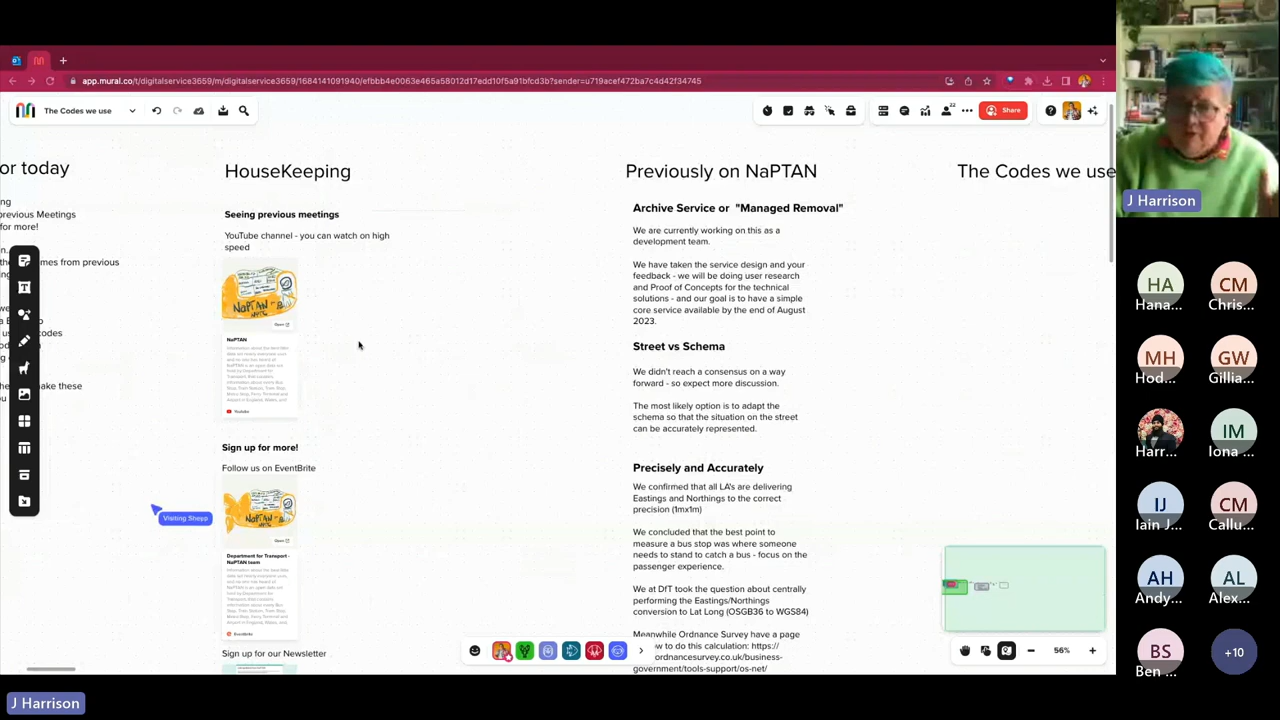 app.mural.co/t/digitalservice3659/m/digitalservice3659/1684141091940/efbbb4e0063e465a58012d17edd10f5a91bfcd3b?sender=u719acef472ba7c4d42f34745
The Codes we use
22
Share
or today
ng
previous Meetings
for more!
n..
the
mes from previous
ng
codes
make these
HouseKeeping
Seeing previous meetings
YouTube channel - you can watch on high
speed
NaPTAN
Open
NaPTAN
Youtube
Sign up for more!
Follow us on EventBrite
NaPTAN
Open
Department for Transport -
NaPTAN team
EventBrite
Sign up for our Newsletter
Visiting Sheep
Previously on NaPTAN
Archive Service or "Managed Removal"
We are currently working on this as a
development team.
We have taken the service design and your
feedback - we will be doing user research
and Proof of Concepts for the technical
solutions - and our goal is to have a simple
core service available by the end of August
2023.
Street vs Schema
We didn't reach a consensus on a way
forward - so expect more discussion.
The most likely option is to adapt the
schema so that the situation on the street
can be accurately represented.
Precisely and Accurately
We confirmed that all LA's are delivering
Eastings and Northings to the correct
precision (1mx1m)
We concluded that the best point to
measure a bus stop was where someone
needs to stand to catch a bus - focus on the
passenger experience.
We at DfT took the question about centrally
performing the Eastings/Northings
conversion to Lat Long (OSGB36 to WGS84)
Meanwhile Ordnance Survey have a page
w to do this calculation: https://
ordnancesurvey.co.uk/business-
government/tools-support/os-net/
The Codes we use
56%
J Harrison
HA
Hana...
CM
Chris...
MH
Hod...
GW
Gillia...
Harr...
IM
Iona ...
IJ
Iain J...
CM
Callu...
AH
Andy...
AL
Alex...
BS
Ben ...
+10
J Harrison